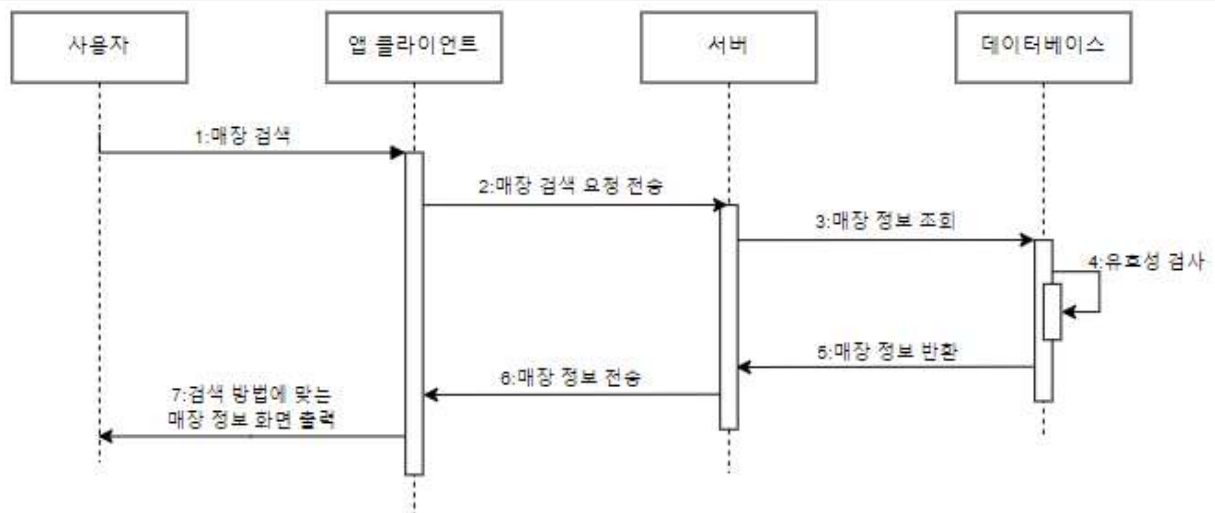 사용자
앱 클라이언트
서버
데이터베이스
1:매장 검색
2:매장 검색 요청 전송
3:매장 정보 조회
4:유효성 검사
5:매장 정보 반환
6:매장 정보 전송
7:검색 방법에 맞는
매장 정보 화면 출력